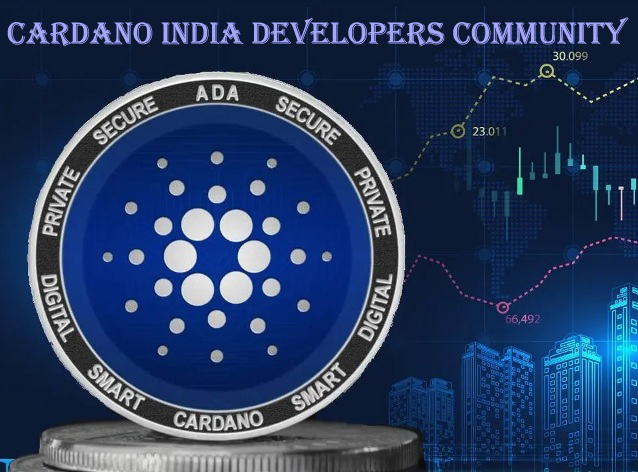 CARDANO INDIA DEVELOPERS COMMUNITY
30.099
23.011
66,492
ADA
SECURE
PRIVATE
DIGITAL
SMART
CARDANO
SMART
DIGITAL
PRIVATE
SECURE